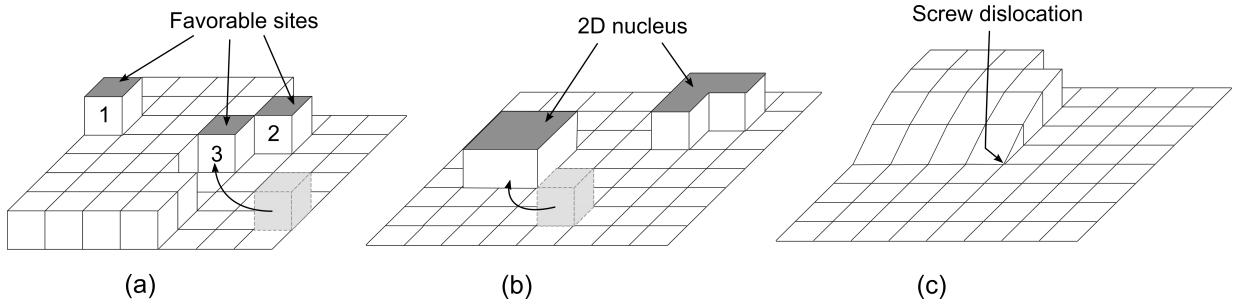 Favorable sites
1
2
3
(a)
2D nucleus
(b)
Screw dislocation
(c)